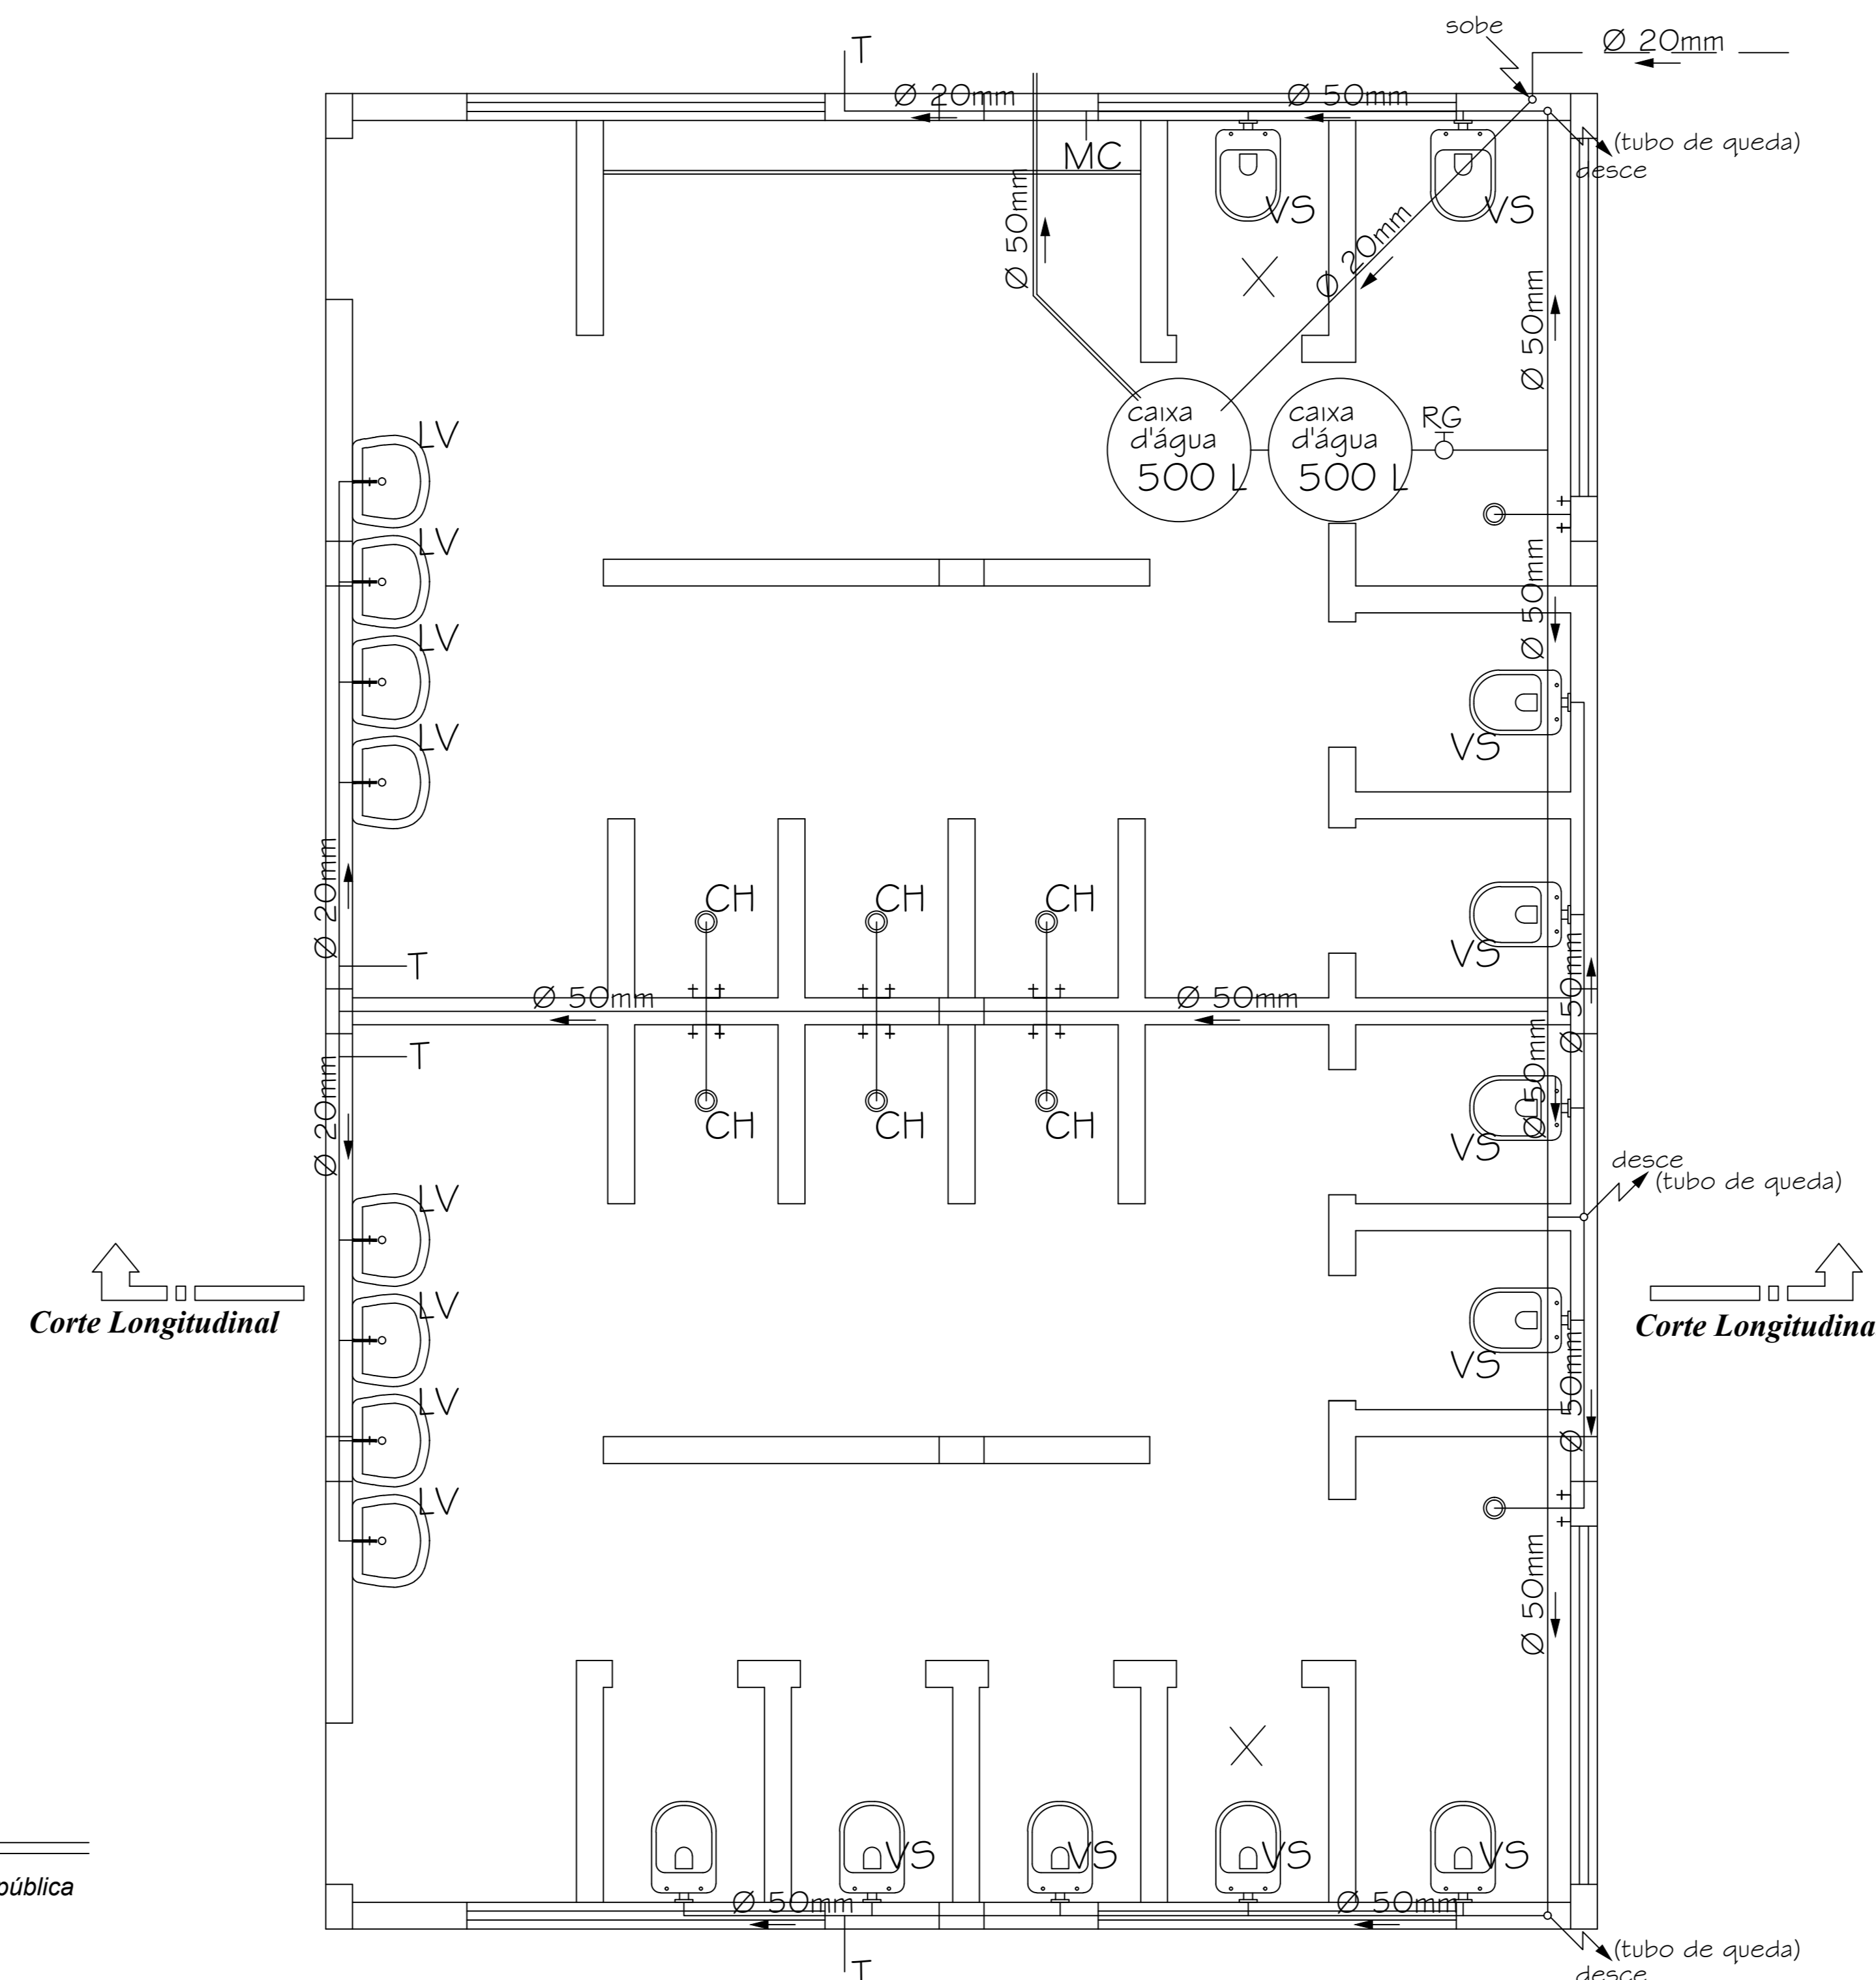 sobe
Ø 20mm
T
Ø 20mm
Ø 50mm
(tubo de queda)
desce
MC
VS
VS
Ø 50mm
Ø 20mm
Ø 50mm
caixa
d'água
500 L
caixa
d'água
500 L
RG
LV
LV
LV
LV
Ø 50mm
VS
Ø 20mm
CH
CH
CH
VS
T
Ø 50mm
Ø 50mm
Ø 50mm
T
Ø 20mm
CH
CH
CH
Ø 50mm
VS
desce
(tubo de queda)
LV
LV
LV
LV
Corte Longitudinal
Corte Longitudina
VS
Ø 50mm
Ø 50mm
VS
VS
VS
VS
pública
Ø 50mm
Ø 50mm
T
(tubo de queda)
desce